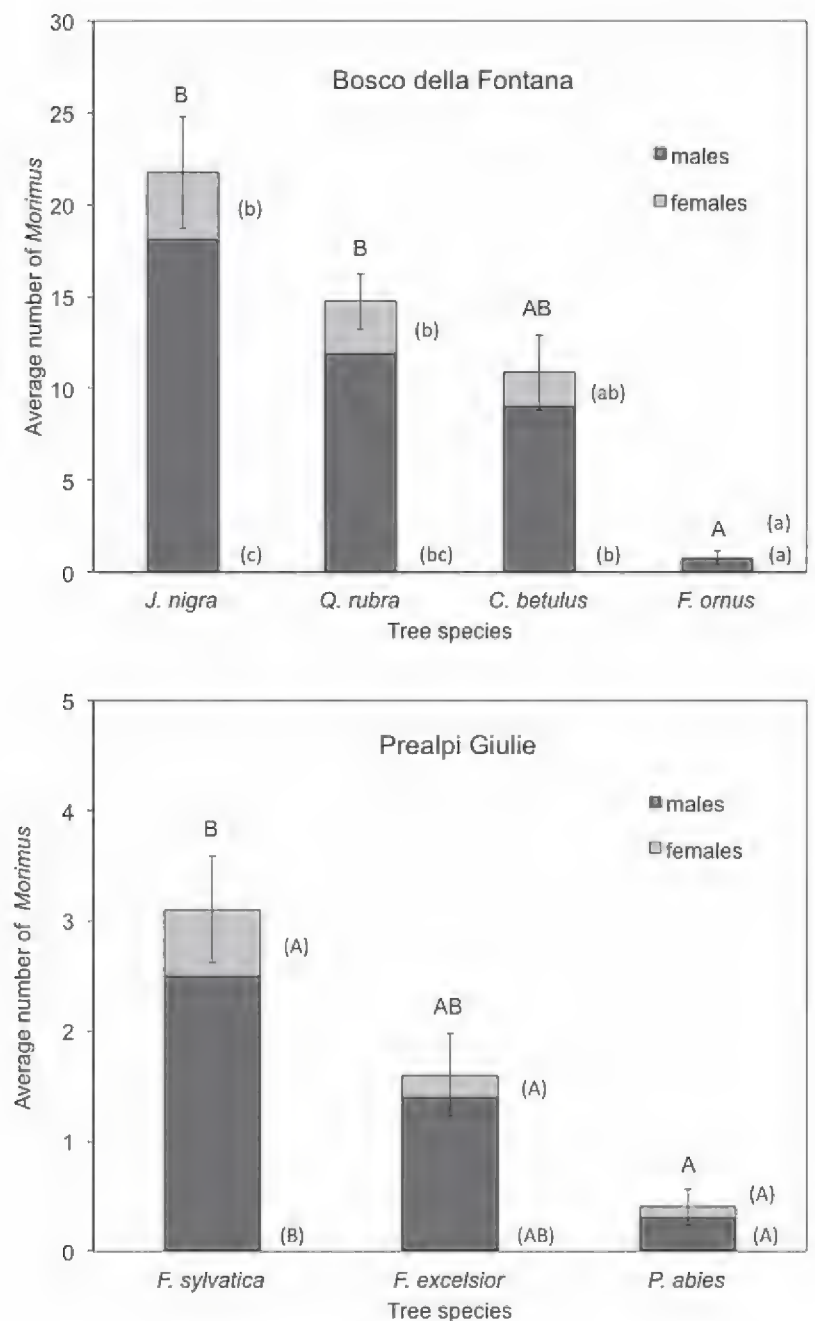 30
25
20
15
10
5
0
Average number of Morimus
Bosco della Fontana
males
females
B
(b)
(c)
B
(b)
(bc)
AB
(ab)
(b)
A
(a)
(a)
J. nigra
Q. rubra
C. betulus
F. ornus
Tree species
5
4
3
2
1
0
Average number of Morimus
Prealpi Giulie
males
females
B
(A)
(B)
AB
(A)
(AB)
A
(A)
(A)
F. sylvatica
F. excelsior
P. abies
Tree species